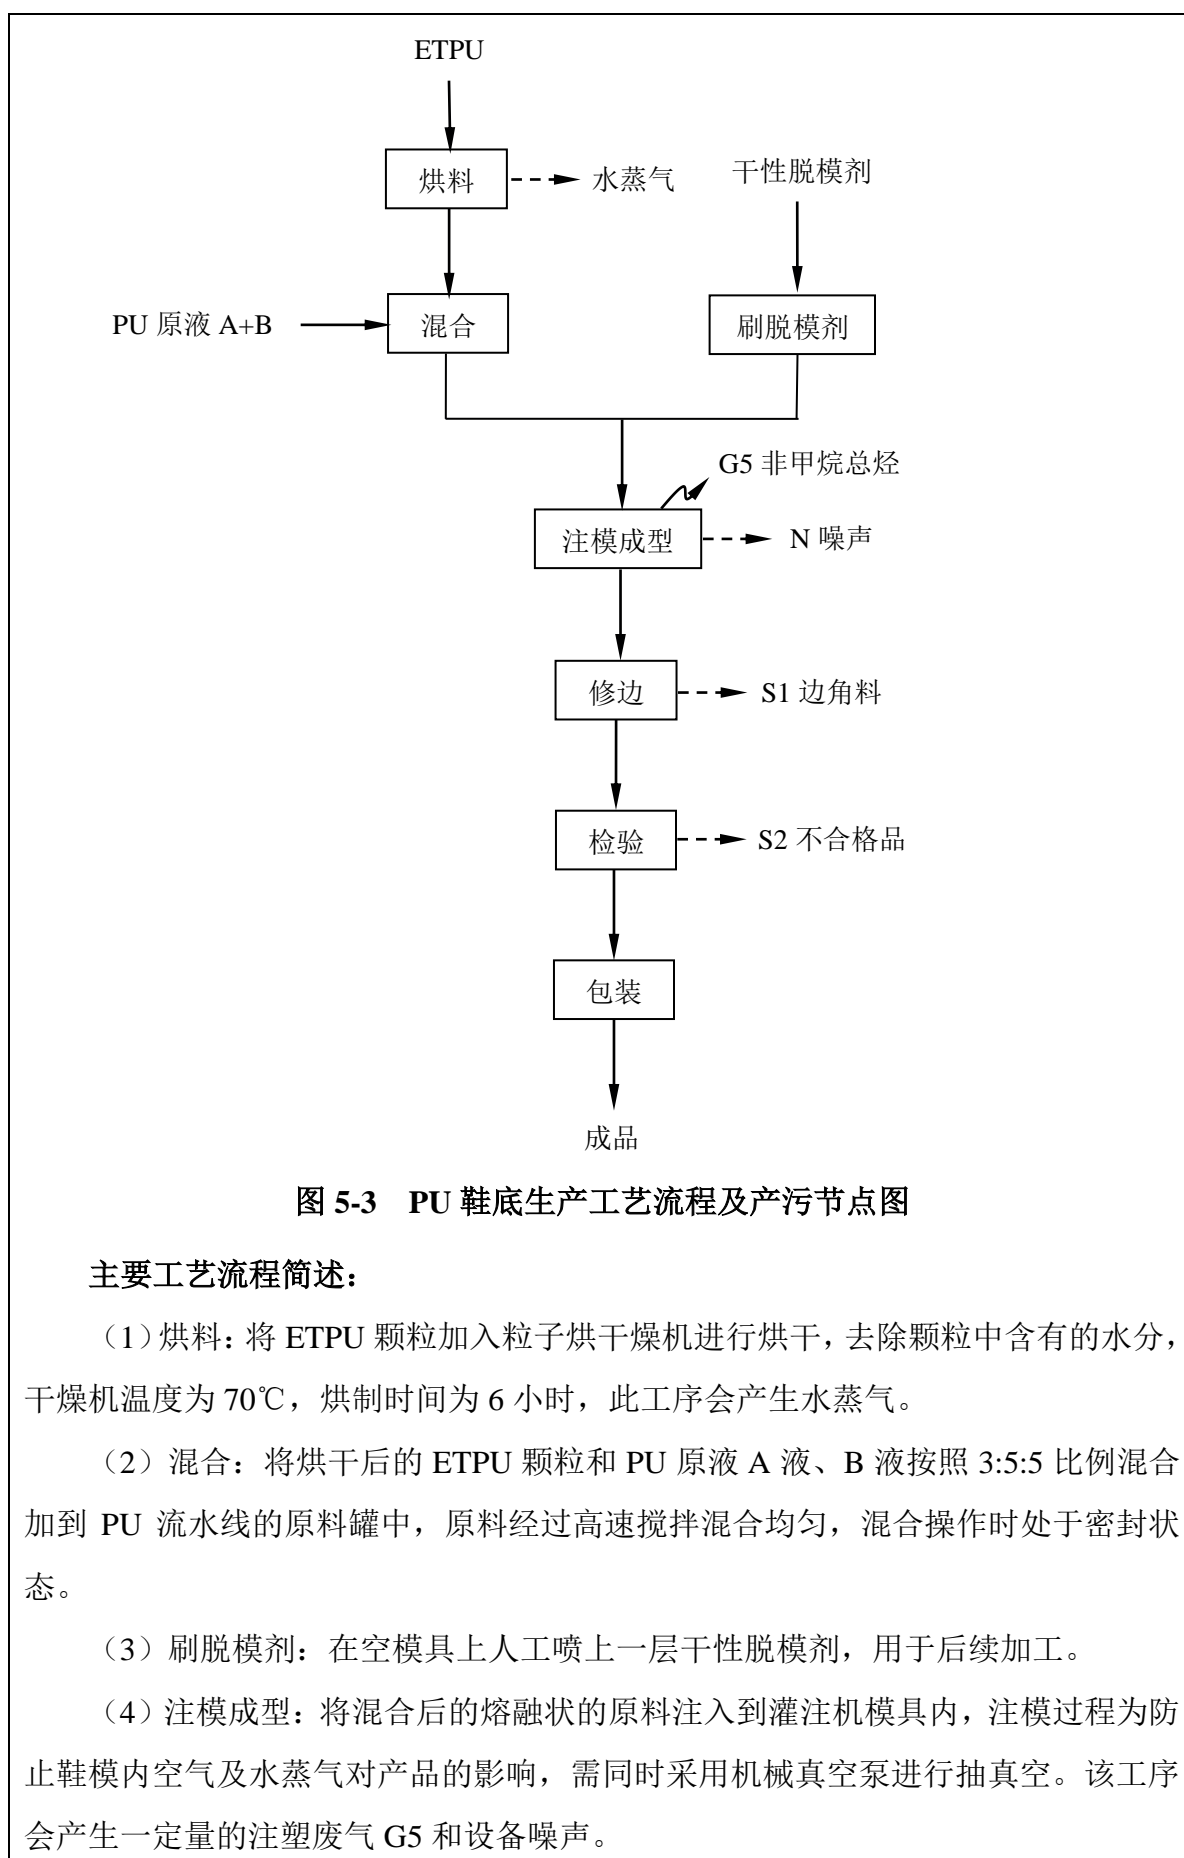 ETPU
烘料
水蒸气
干性脱模剂
PU 原液 A+B
混合
刷脱模剂
G5 非甲烷总烃
注模成型
N 噪声
修边
S1 边角料
检验
S2 不合格品
包装
成品
图 5-3 PU 鞋底生产工艺流程及产污节点图
主要工艺流程简述：
（1）烘料：将 ETPU 颗粒加入粒子烘干燥机进行烘干，去除颗粒中含有的水分，
干燥机温度为 70℃，烘制时间为 6 小时，此工序会产生水蒸气。
（2）混合：将烘干后的 ETPU 颗粒和 PU 原液 A 液、B 液按照 3:5:5 比例混合
加到 PU 流水线的原料罐中，原料经过高速搅拌混合均匀，混合操作时处于密封状
态。
（3）刷脱模剂：在空模具上人工喷上一层干性脱模剂，用于后续加工。
（4）注模成型：将混合后的熔融状的原料注入到灌注机模具内，注模过程为防
止鞋模内空气及水蒸气对产品的影响，需同时采用机械真空泵进行抽真空。该工序
会产生一定量的注塑废气 G5 和设备噪声。